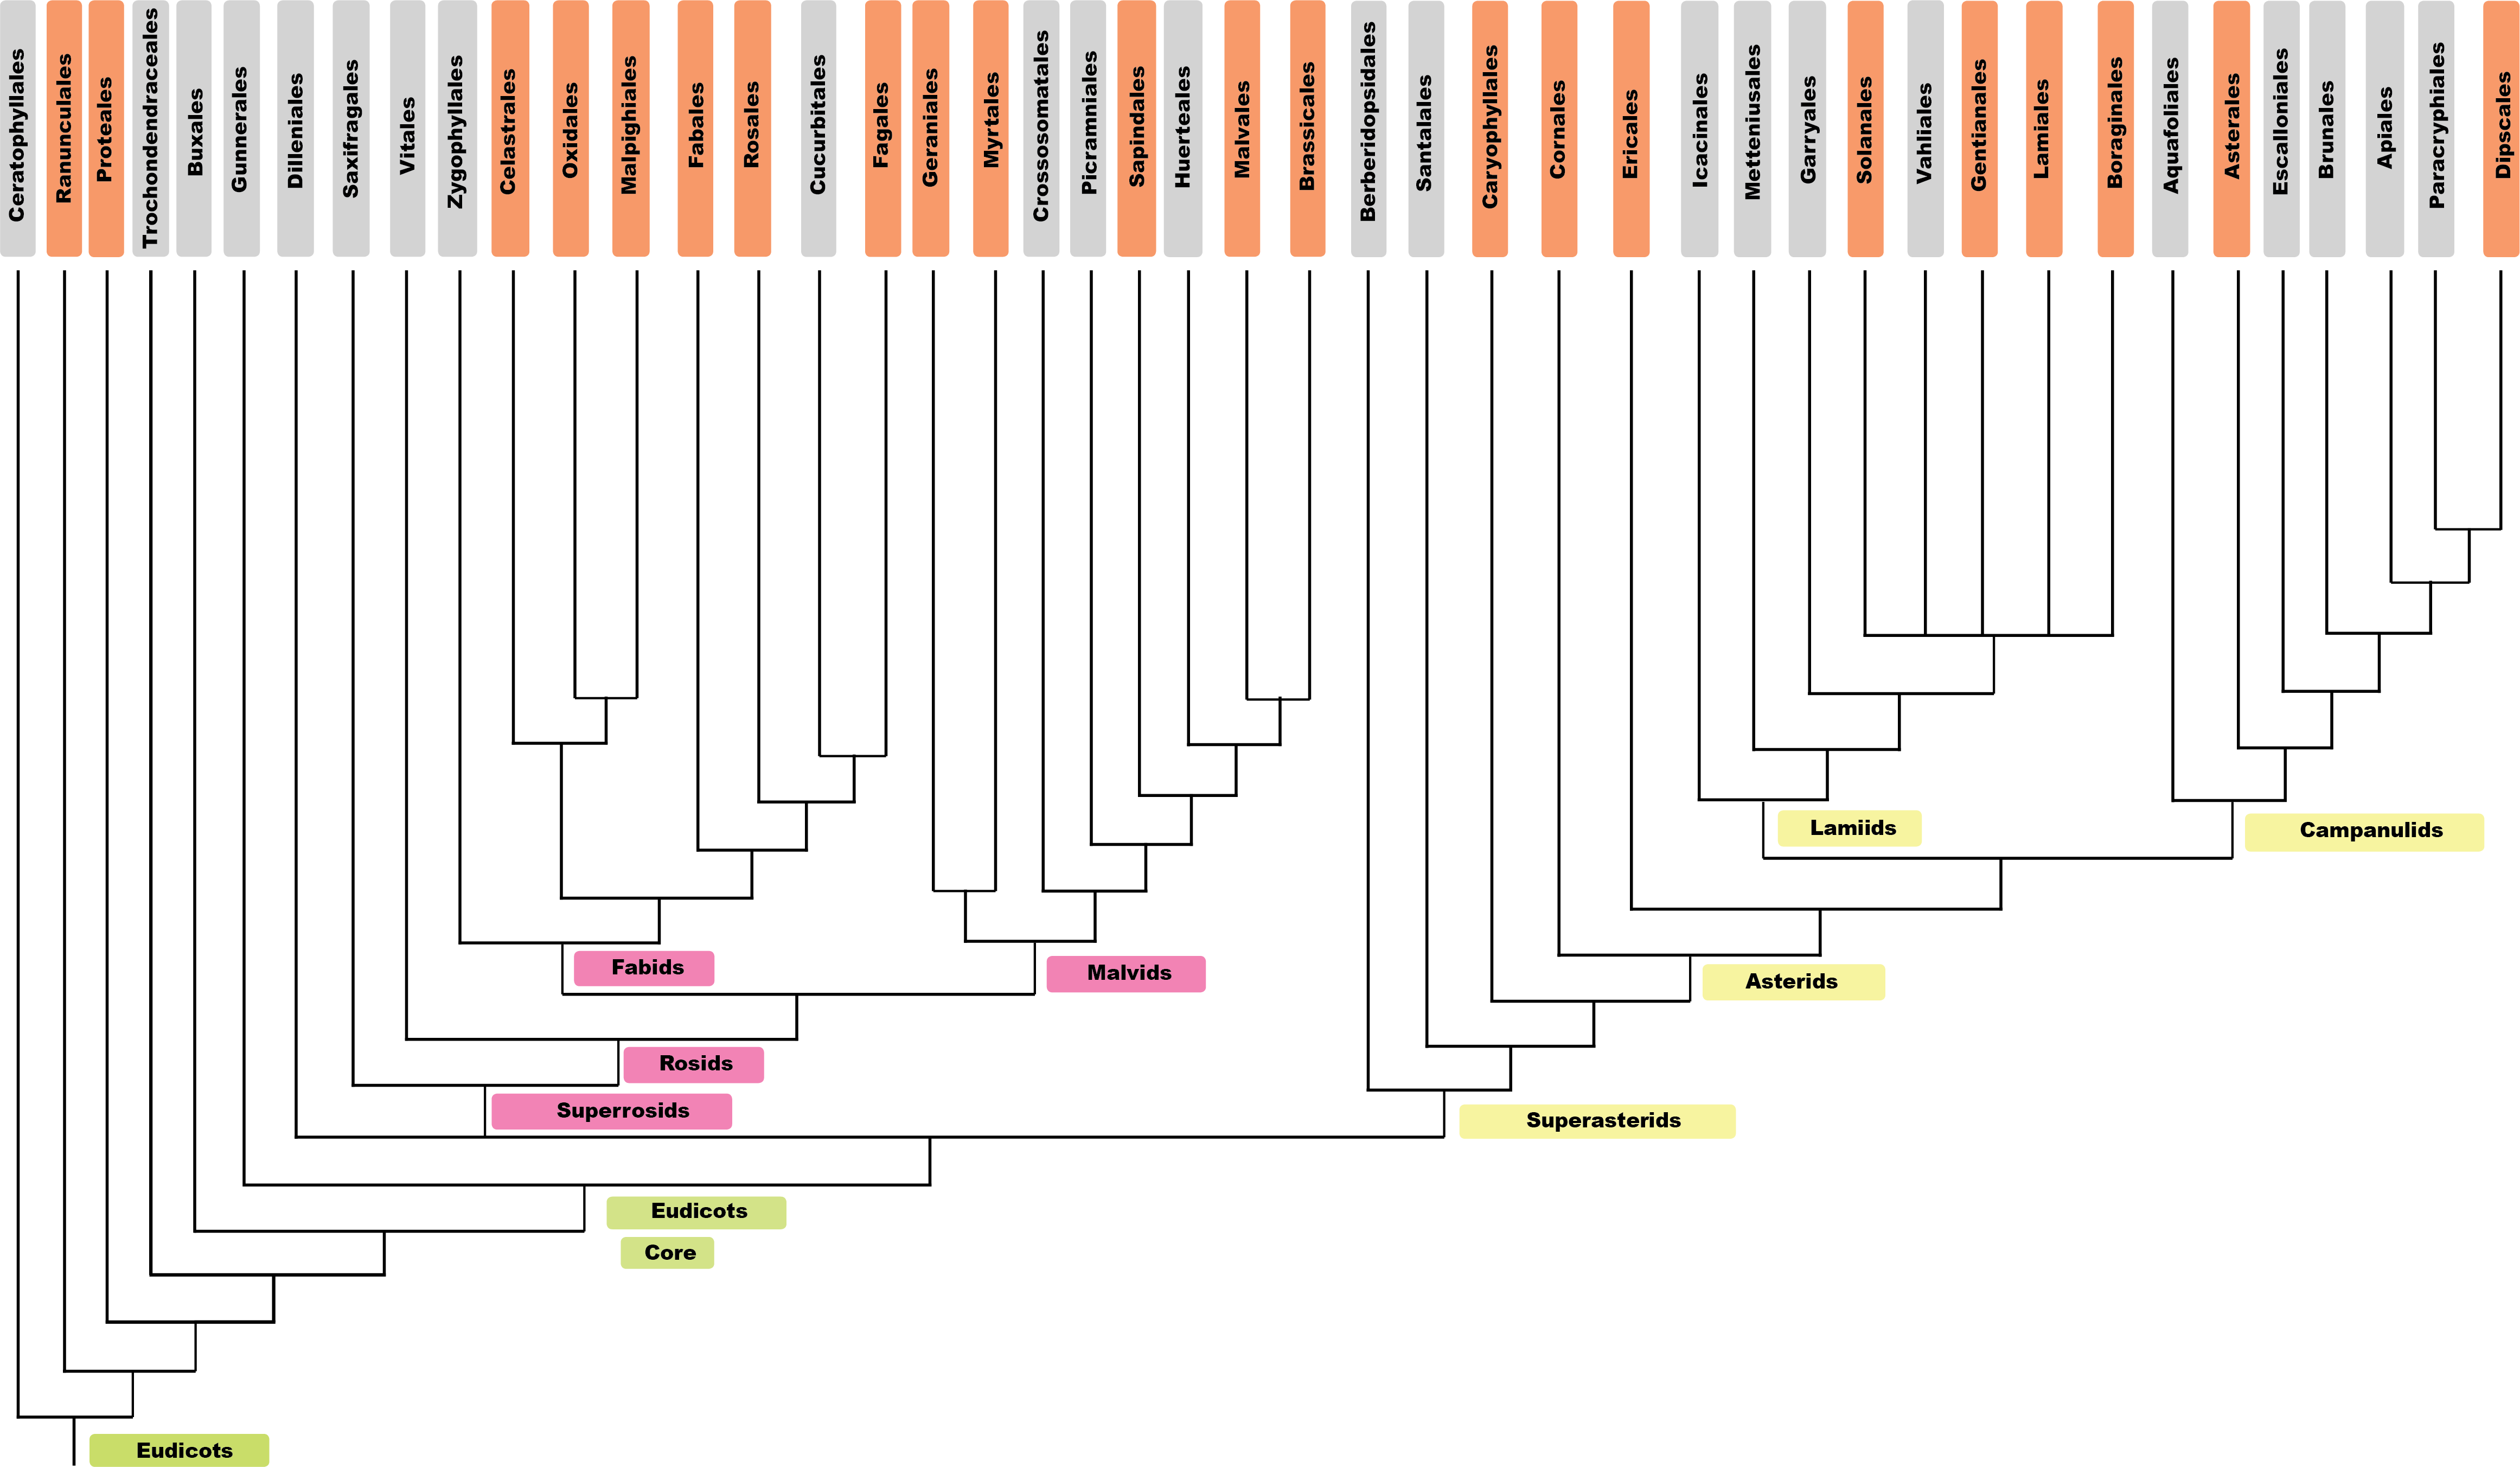 Ceratophyllales
Ranunculales
Proteales
Trochondendraceales
Buxales
Gunnerales
Dilleniales
Saxifragales
Vitales
Zygophyllales
Celastrales
Oxidales
Malpighiales
Fabales
Rosales
Cucurbitales
Fagales
Geraniales
Myrtales
Crossosomatales
Picramniales
Sapindales
Huerteales
Malvales
Brassicales
Berberidopsidales
Santalales
Caryophyllales
Cornales
Ericales
Icacinales
Metteniusales
Garryales
Solanales
Vahliales
Gentianales
Lamiales
Boraginales
Aquafoliales
Asterales
Escalloniales
Brunales
Apiales
Paracryphiales
Dipscales
Lamiids
Campanulids
Fabids
Malvids
Asterids
Rosids
Superrosids
Superasterids
Eudicots
Core
Eudicots